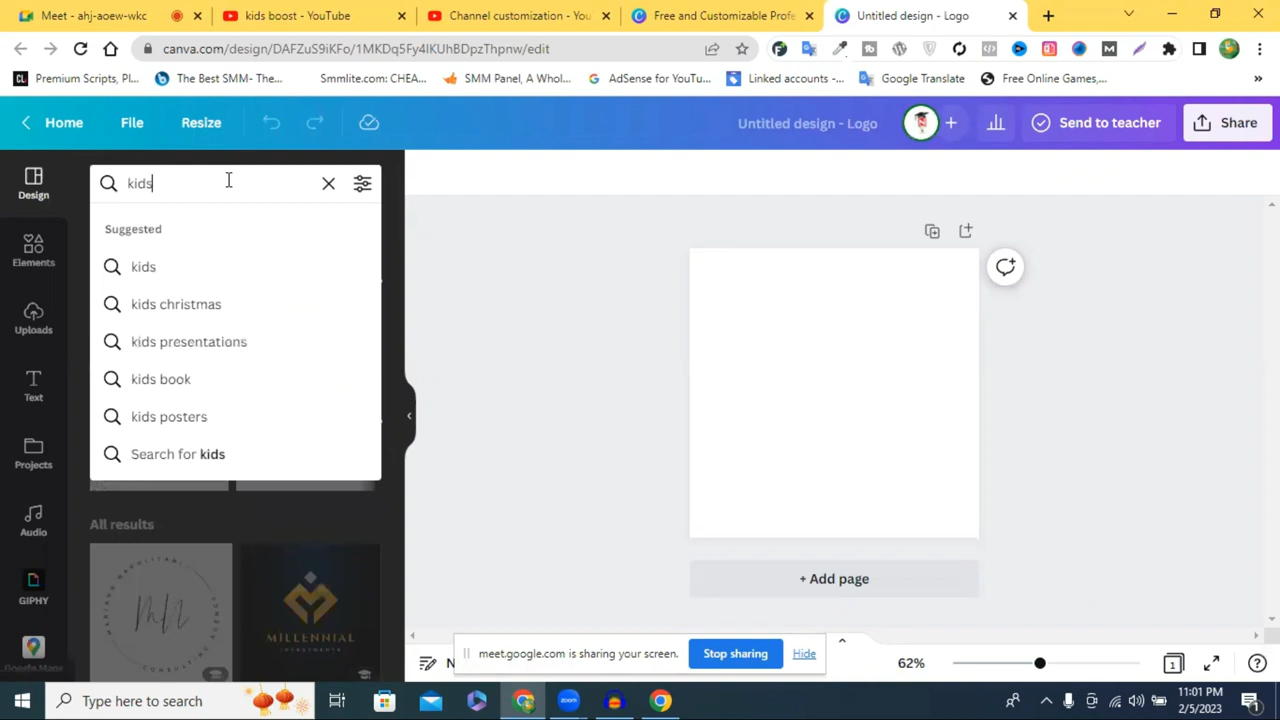 Meet - ahj-aoew-wkc
kids boost - YouTube
Channel customization - You
Free and Customizable Profe
Untitled design - Logo
canva.com/design/DAFZuS9iKFo/1MKDq5Fy4IKUhBDpzThpnw/edit
Premium Scripts, Pl...
The Best SMM- The...
Smmlite.com: CHEA...
SMM Panel, A Whol...
AdSense for YouTu...
Linked accounts -...
Google Translate
Free Online Games,...
Home
File
Resize
Untitled design - Logo
Send to teacher
Share
Design
Elements
Uploads
Text
Projects
Audio
GIPHY
Google Maps
kids
Suggested
kids
kids christmas
kids presentations
kids book
kids posters
Search for kids
All results
MILLENNIAL
INVESTMENTS
+ Add page
meet.google.com is sharing your screen.
Stop sharing
Hide
N
62%
1
Type here to search
11:01 PM
2/5/2023